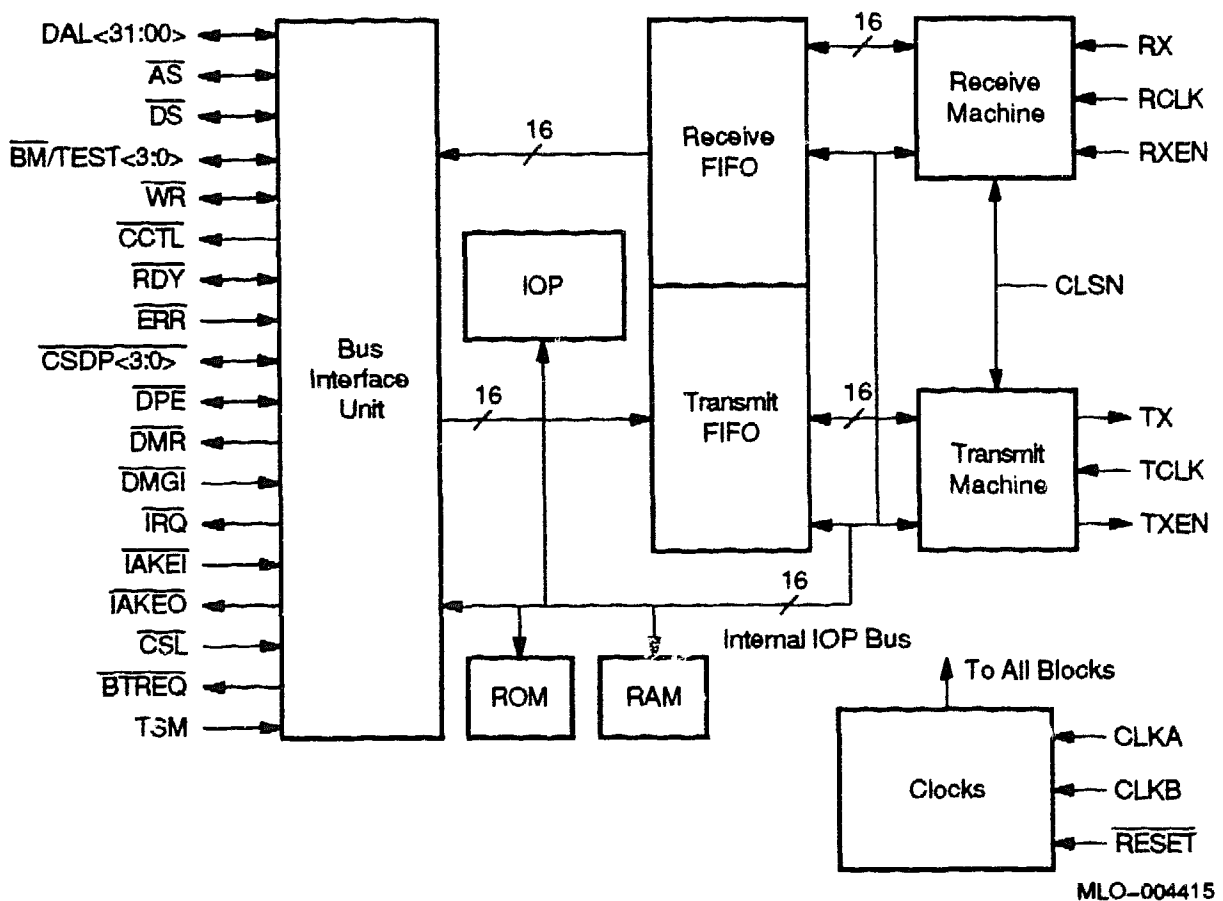 DAL<31:00>
AS
DS
BM/TEST<3:0>
WR
CCTL
RDY
ERR
CSDP<3:0>
DPE
DMR
DMGI
IRQ
IAKEI
IAKEO
CSL
BTREQ
TSM
Bus
Interface
Unit
16
16
IOP
Receive
FIFO
Transmit
FIFO
16
16
16
Internal IOP Bus
ROM
RAM
Receive
Machine
RX
RCLK
RXEN
CLSN
Transmit
Machine
TX
TCLK
TXEN
To All Blocks
Clocks
CLKA
CLKB
RESET
MLO-004415